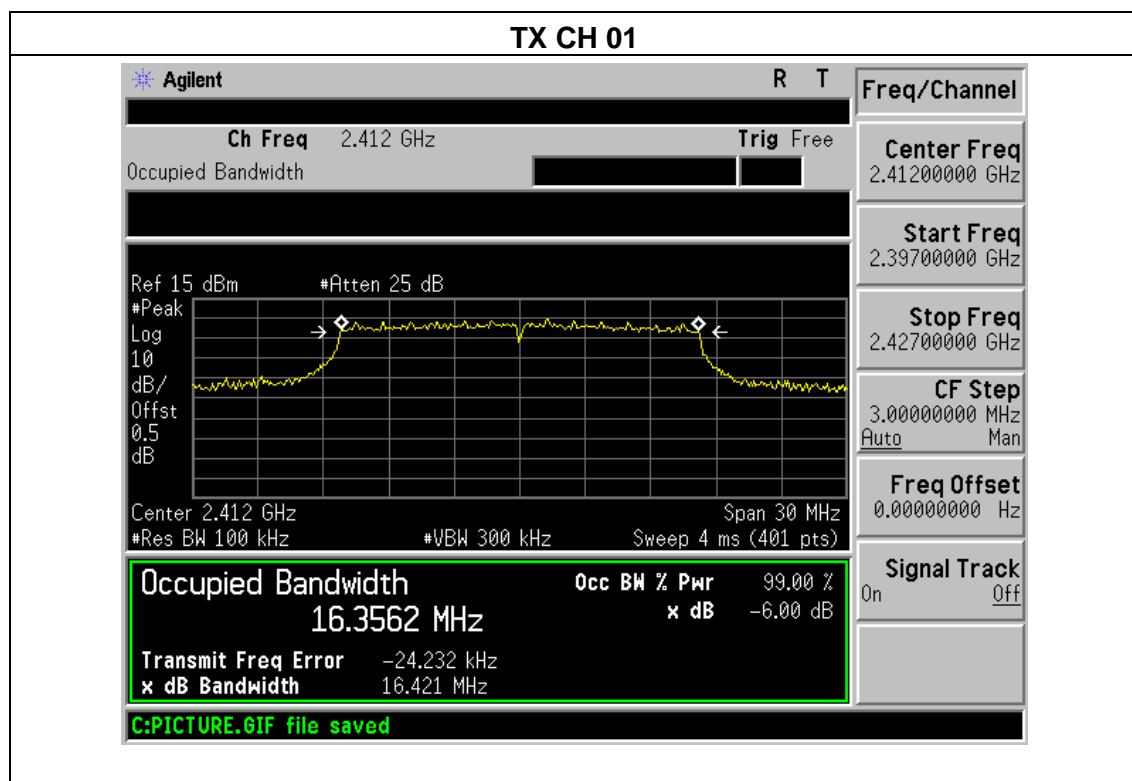 TX CH 01
Agilent R T
Freq/Channel
Ch Freq 2.412 GHz Trig Free
Occupied Bandwidth
Center Freq
2.41200000 GHz
Start Freq
2.39700000 GHz
Stop Freq
2.42700000 GHz
CF Step
3.00000000 MHz
Auto Man
Freq Offset
0.00000000 Hz
Signal Track
On Off
Ref 15 dBm #Atten 25 dB
#Peak
Log
10
dB/
Offst
0.5
dB
Center 2.412 GHz Span 30 MHz
#Res BW 100 kHz #VBW 300 kHz Sweep 4 ms (401 pts)
Occupied Bandwidth Occ BW % Pwr 99.00 %
16.3562 MHz x dB -6.00 dB
Transmit Freq Error -24.232 kHz
x dB Bandwidth 16.421 MHz
C:PICTURE.GIF file saved